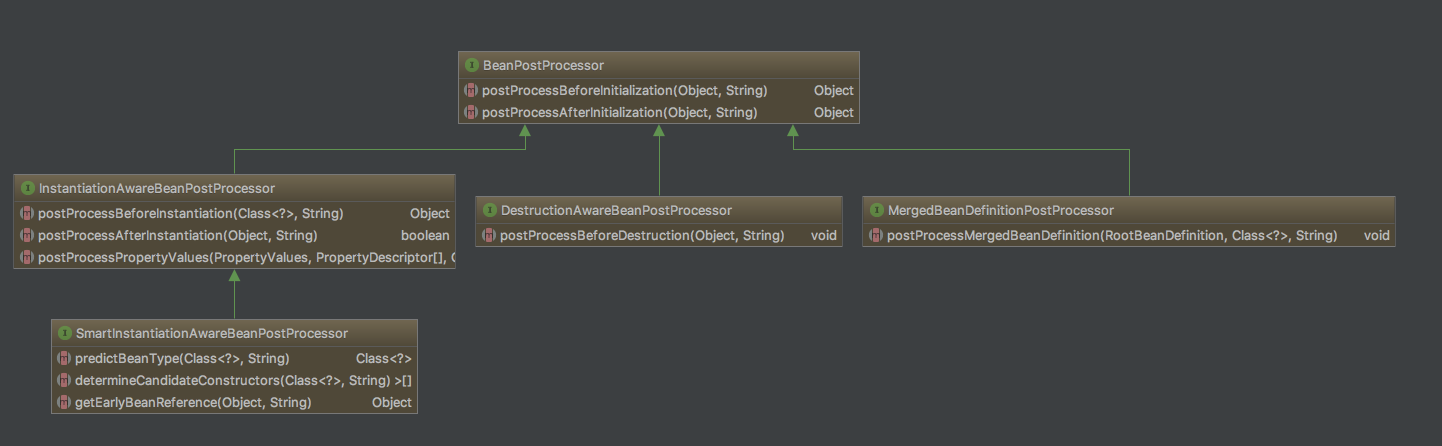 BeanPostProcessor
postProcessBeforeInitialization(Object, String) Object
postProcessAfterInitialization(Object, String) Object
InstantiationAwareBeanPostProcessor
postProcessBeforeInstantiation(Class<?>, String) Object
postProcessAfterInstantiation(Object, String) boolean
postProcessPropertyValues(PropertyValues, PropertyDescriptor[],
DestructionAwareBeanPostProcessor
postProcessBeforeDestruction(Object, String) void
MergedBeanDefinitionPostProcessor
postProcessMergedBeanDefinition(RootBeanDefinition, Class<?>, String) void
SmartInstantiationAwareBeanPostProcessor
predictBeanType(Class<?>, String) Class<?>
determineCandidateConstructors(Class<?>, String) >[]
getEarlyBeanReference(Object, String) Object